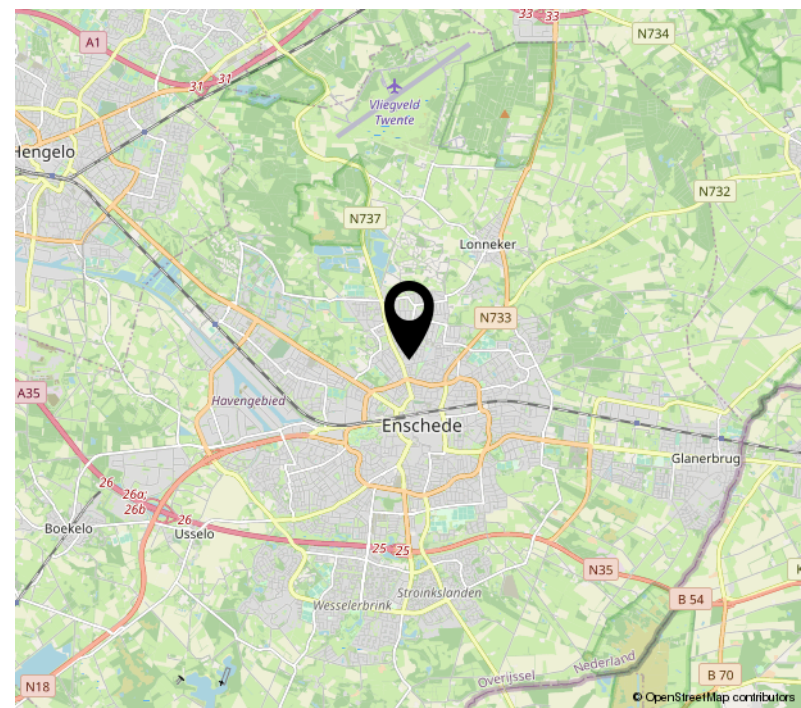 33 33
N734
A1
31 31
Vliegveld
Twente
Hengelo
N732
N737
Lonneker
N733
A35
Havengebied
Enschede
Glanerbrug
26
26a;
26b
26
Boekelo
Usselo
25 25
N35
K
B 54
Wesselerbrink
Stroinkslanden
Nederland
Overijssel
B 70
N18
© OpenStreetMap contributors